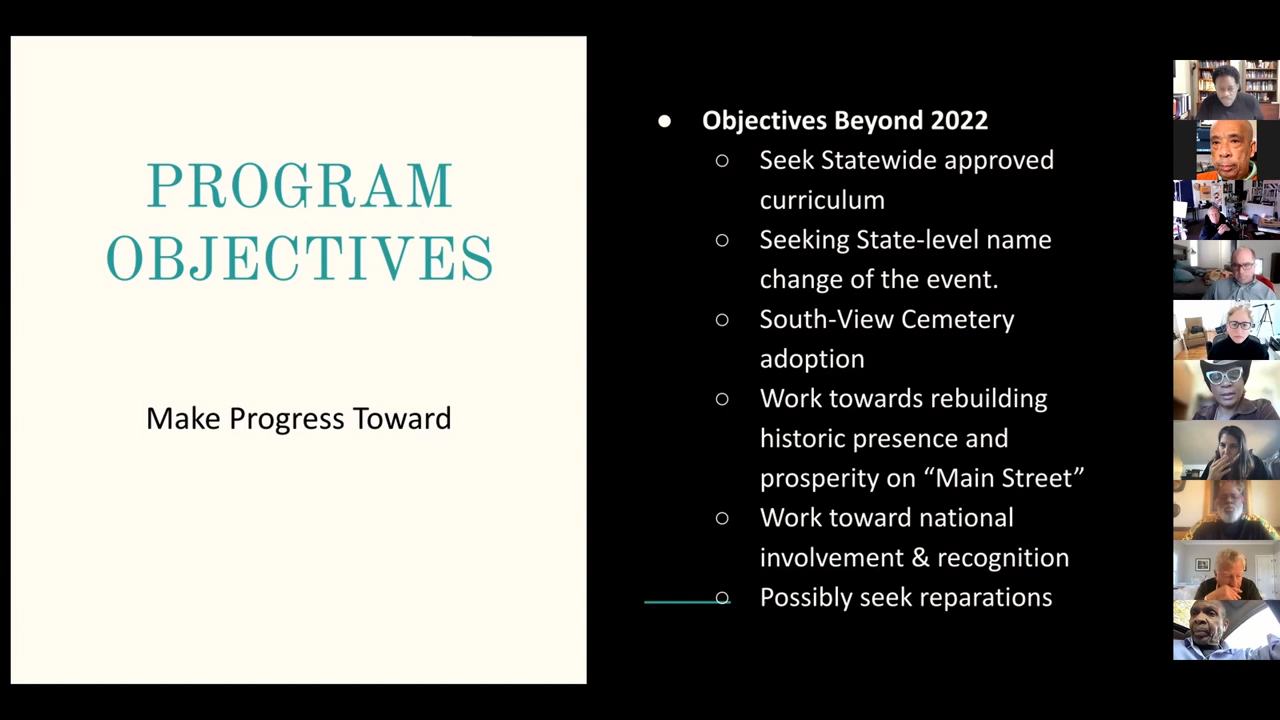 PROGRAM
OBJECTIVES
Make Progress Toward
● Objectives Beyond 2022
○ Seek Statewide approved
curriculum
○ Seeking State-level name
change of the event.
○ South-View Cemetery
adoption
○ Work towards rebuilding
historic presence and
prosperity on “Main Street”
○ Work toward national
involvement & recognition
○ Possibly seek reparations